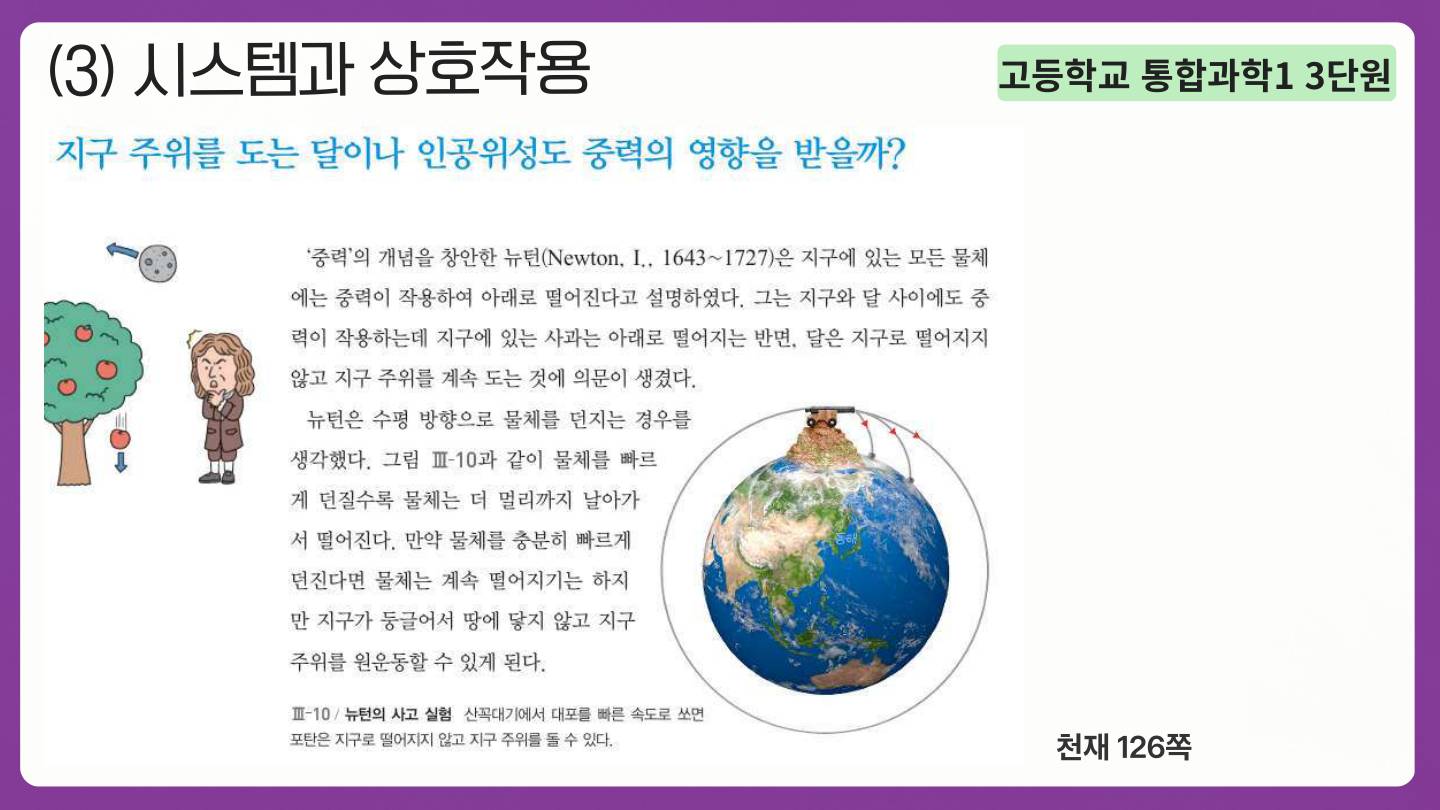 (3) 시스템과 상호작용
고등학교 통합과학1 3단원
지구 주위를 도는 달이나 인공위성도 중력의 영향을 받을까?
‘중력’의 개념을 창안한 뉴턴(Newton, I., 1643~1727)은 지구에 있는 모든 물체
에는 중력이 작용하여 아래로 떨어진다고 설명하였다. 그는 지구와 달 사이에도 중
력이 작용하는데 지구에 있는 사과는 아래로 떨어지는 반면, 달은 지구로 떨어지지
않고 지구 주위를 계속 도는 것에 의문이 생겼다.
뉴턴은 수평 방향으로 물체를 던지는 경우를
생각했다. 그림 Ⅲ-10과 같이 물체를 빠르
게 던질수록 물체는 더 멀리까지 날아가
서 떨어진다. 만약 물체를 충분히 빠르게
던진다면 물체는 계속 떨어지기는 하지
만 지구가 둥글어서 땅에 닿지 않고 지구
주위를 원운동할 수 있게 된다.
동해
Ⅲ-10 / 뉴턴의 사고 실험 산꼭대기에서 대포를 빠른 속도로 쏘면
포탄은 지구로 떨어지지 않고 지구 주위를 돌 수 있다.
천재 126쪽